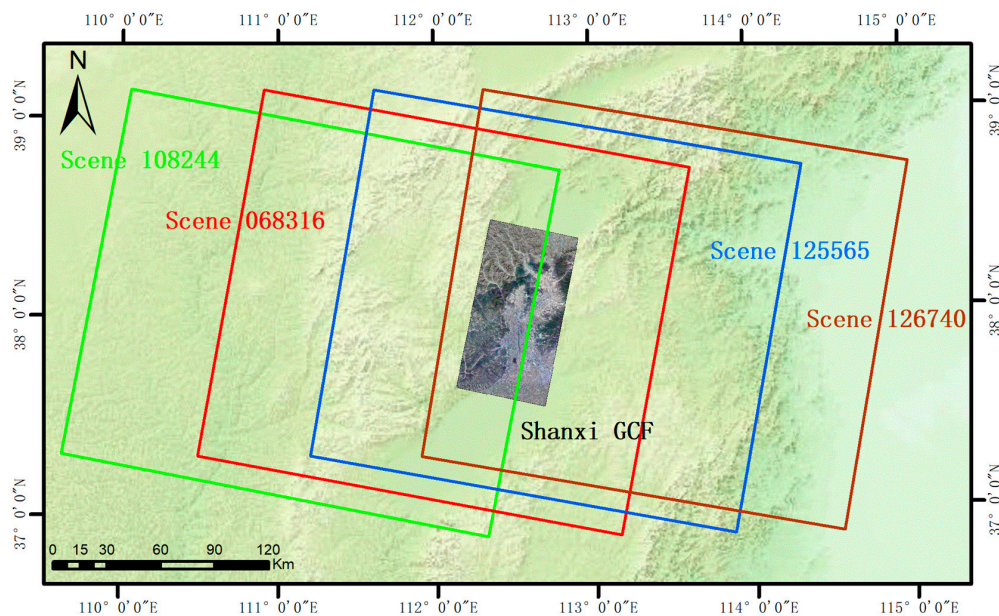 110° 0'0"E 111° 0'0"E 112° 0'0"E 113° 0'0"E 114° 0'0"E 115° 0'0"E
N
39° 0'0"N
39° 0'0"N
Scene 108244
Scene 068316
Scene 125565
Scene 126740
38° 0'0"N
38° 0'0"N
Shanxi GCF
37° 0'0"N
37° 0'0"N
0 15 30 60 90 120
Km
110° 0'0"E 111° 0'0"E 112° 0'0"E 113° 0'0"E 114° 0'0"E 115° 0'0"E